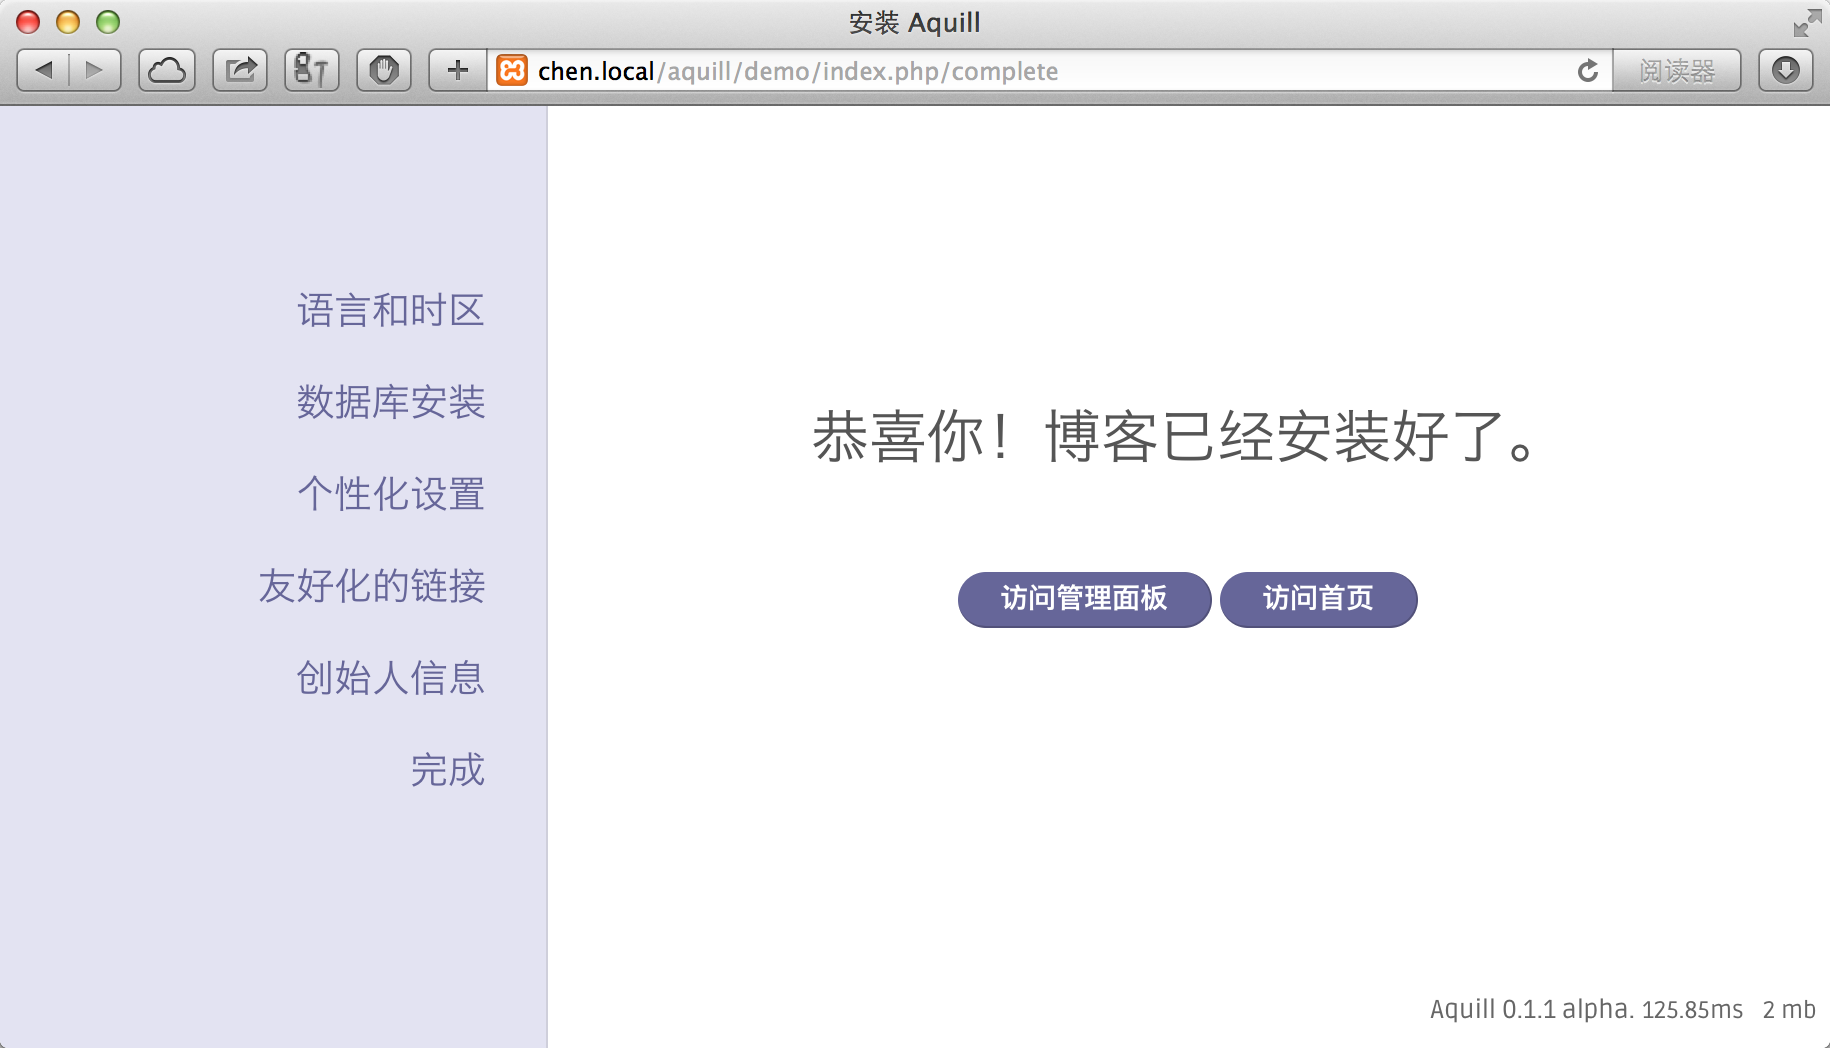 安装 Aquill
chen.local/aquill/demo/index.php/complete
阅读器
语言和时区
数据库安装
个性化设置
友好化的链接
创始人信息
完成
恭喜你！博客已经安装好了。
访问管理面板 访问首页
Aquill 0.1.1 alpha. 125.85ms 2 mb